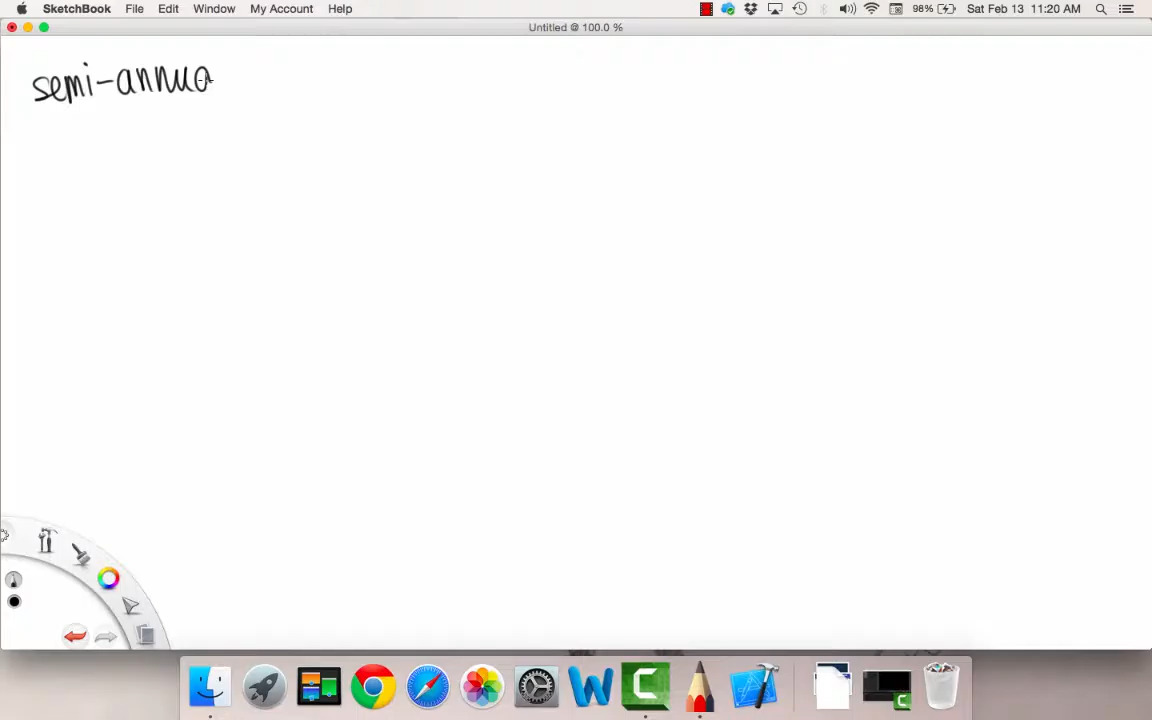 SketchBook File Edit Window My Account Help 98% Sat Feb 13 11:20 AM
Untitled @ 100.0 %
semi-annua